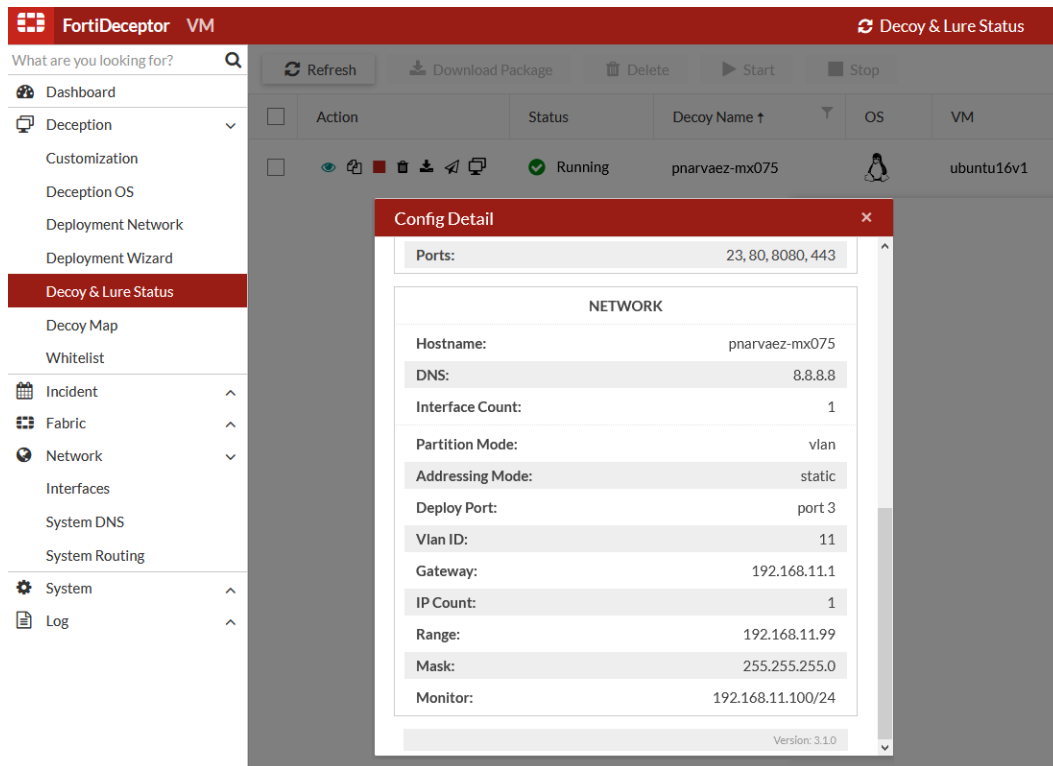 FortiDeceptor VM
Decoy & Lure Status
What are you looking for?
Refresh Download Package Delete Start Stop
Dashboard
Deception
Customization
Deception OS
Deployment Network
Deployment Wizard
Decoy & Lure Status
Decoy Map
Whitelist
Incident
Fabric
Network
Interfaces
System DNS
System Routing
System
Log
Action Status Decoy Name ↑ OS VM
Running pnarvaez-mx075 ubuntu16v1
Config Detail ×
Ports: 23, 80, 8080, 443
NETWORK
Hostname: pnarvaez-mx075
DNS: 8.8.8.8
Interface Count: 1
Partition Mode: vlan
Addressing Mode: static
Deploy Port: port 3
Vlan ID: 11
Gateway: 192.168.11.1
IP Count: 1
Range: 192.168.11.99
Mask: 255.255.255.0
Monitor: 192.168.11.100/24
Version: 3.1.0